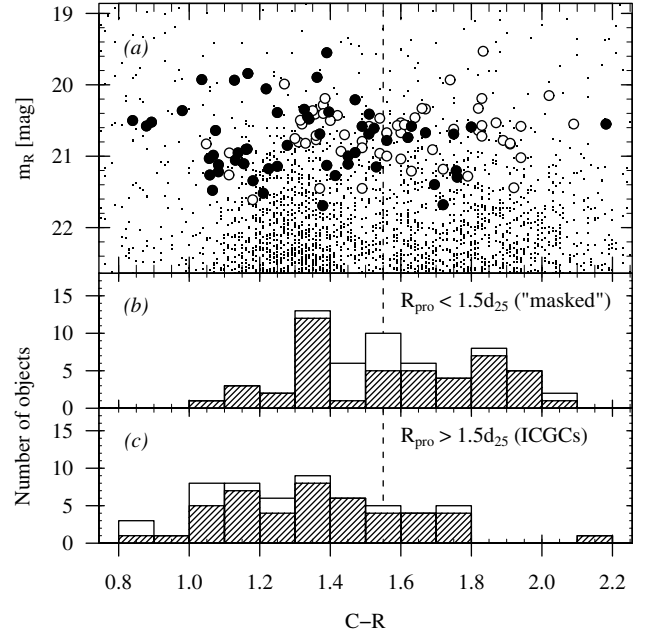 19
20
21
22
m_R [mag]
(a)
15
10
5
0
(b)
R_pro < 1.5d_25 ("masked")
15
10
5
0
(c)
R_pro > 1.5d_25 (ICGCs)
Number of objects
0.8 1.0 1.2 1.4 1.6 1.8 2.0 2.2
C−R